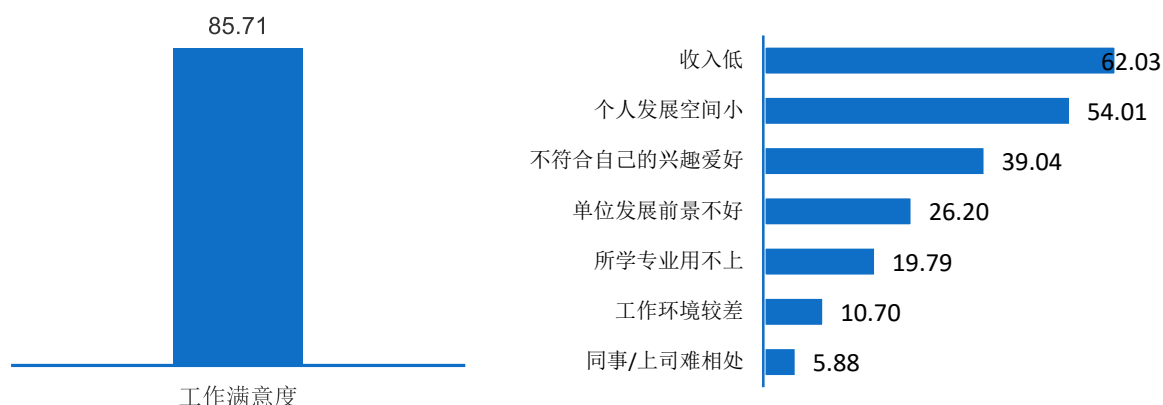 85.71
工作满意度
收入低 62.03
个人发展空间小 54.01
不符合自己的兴趣爱好 39.04
单位发展前景不好 26.20
所学专业用不上 19.79
工作环境较差 10.70
同事/上司难相处 5.88